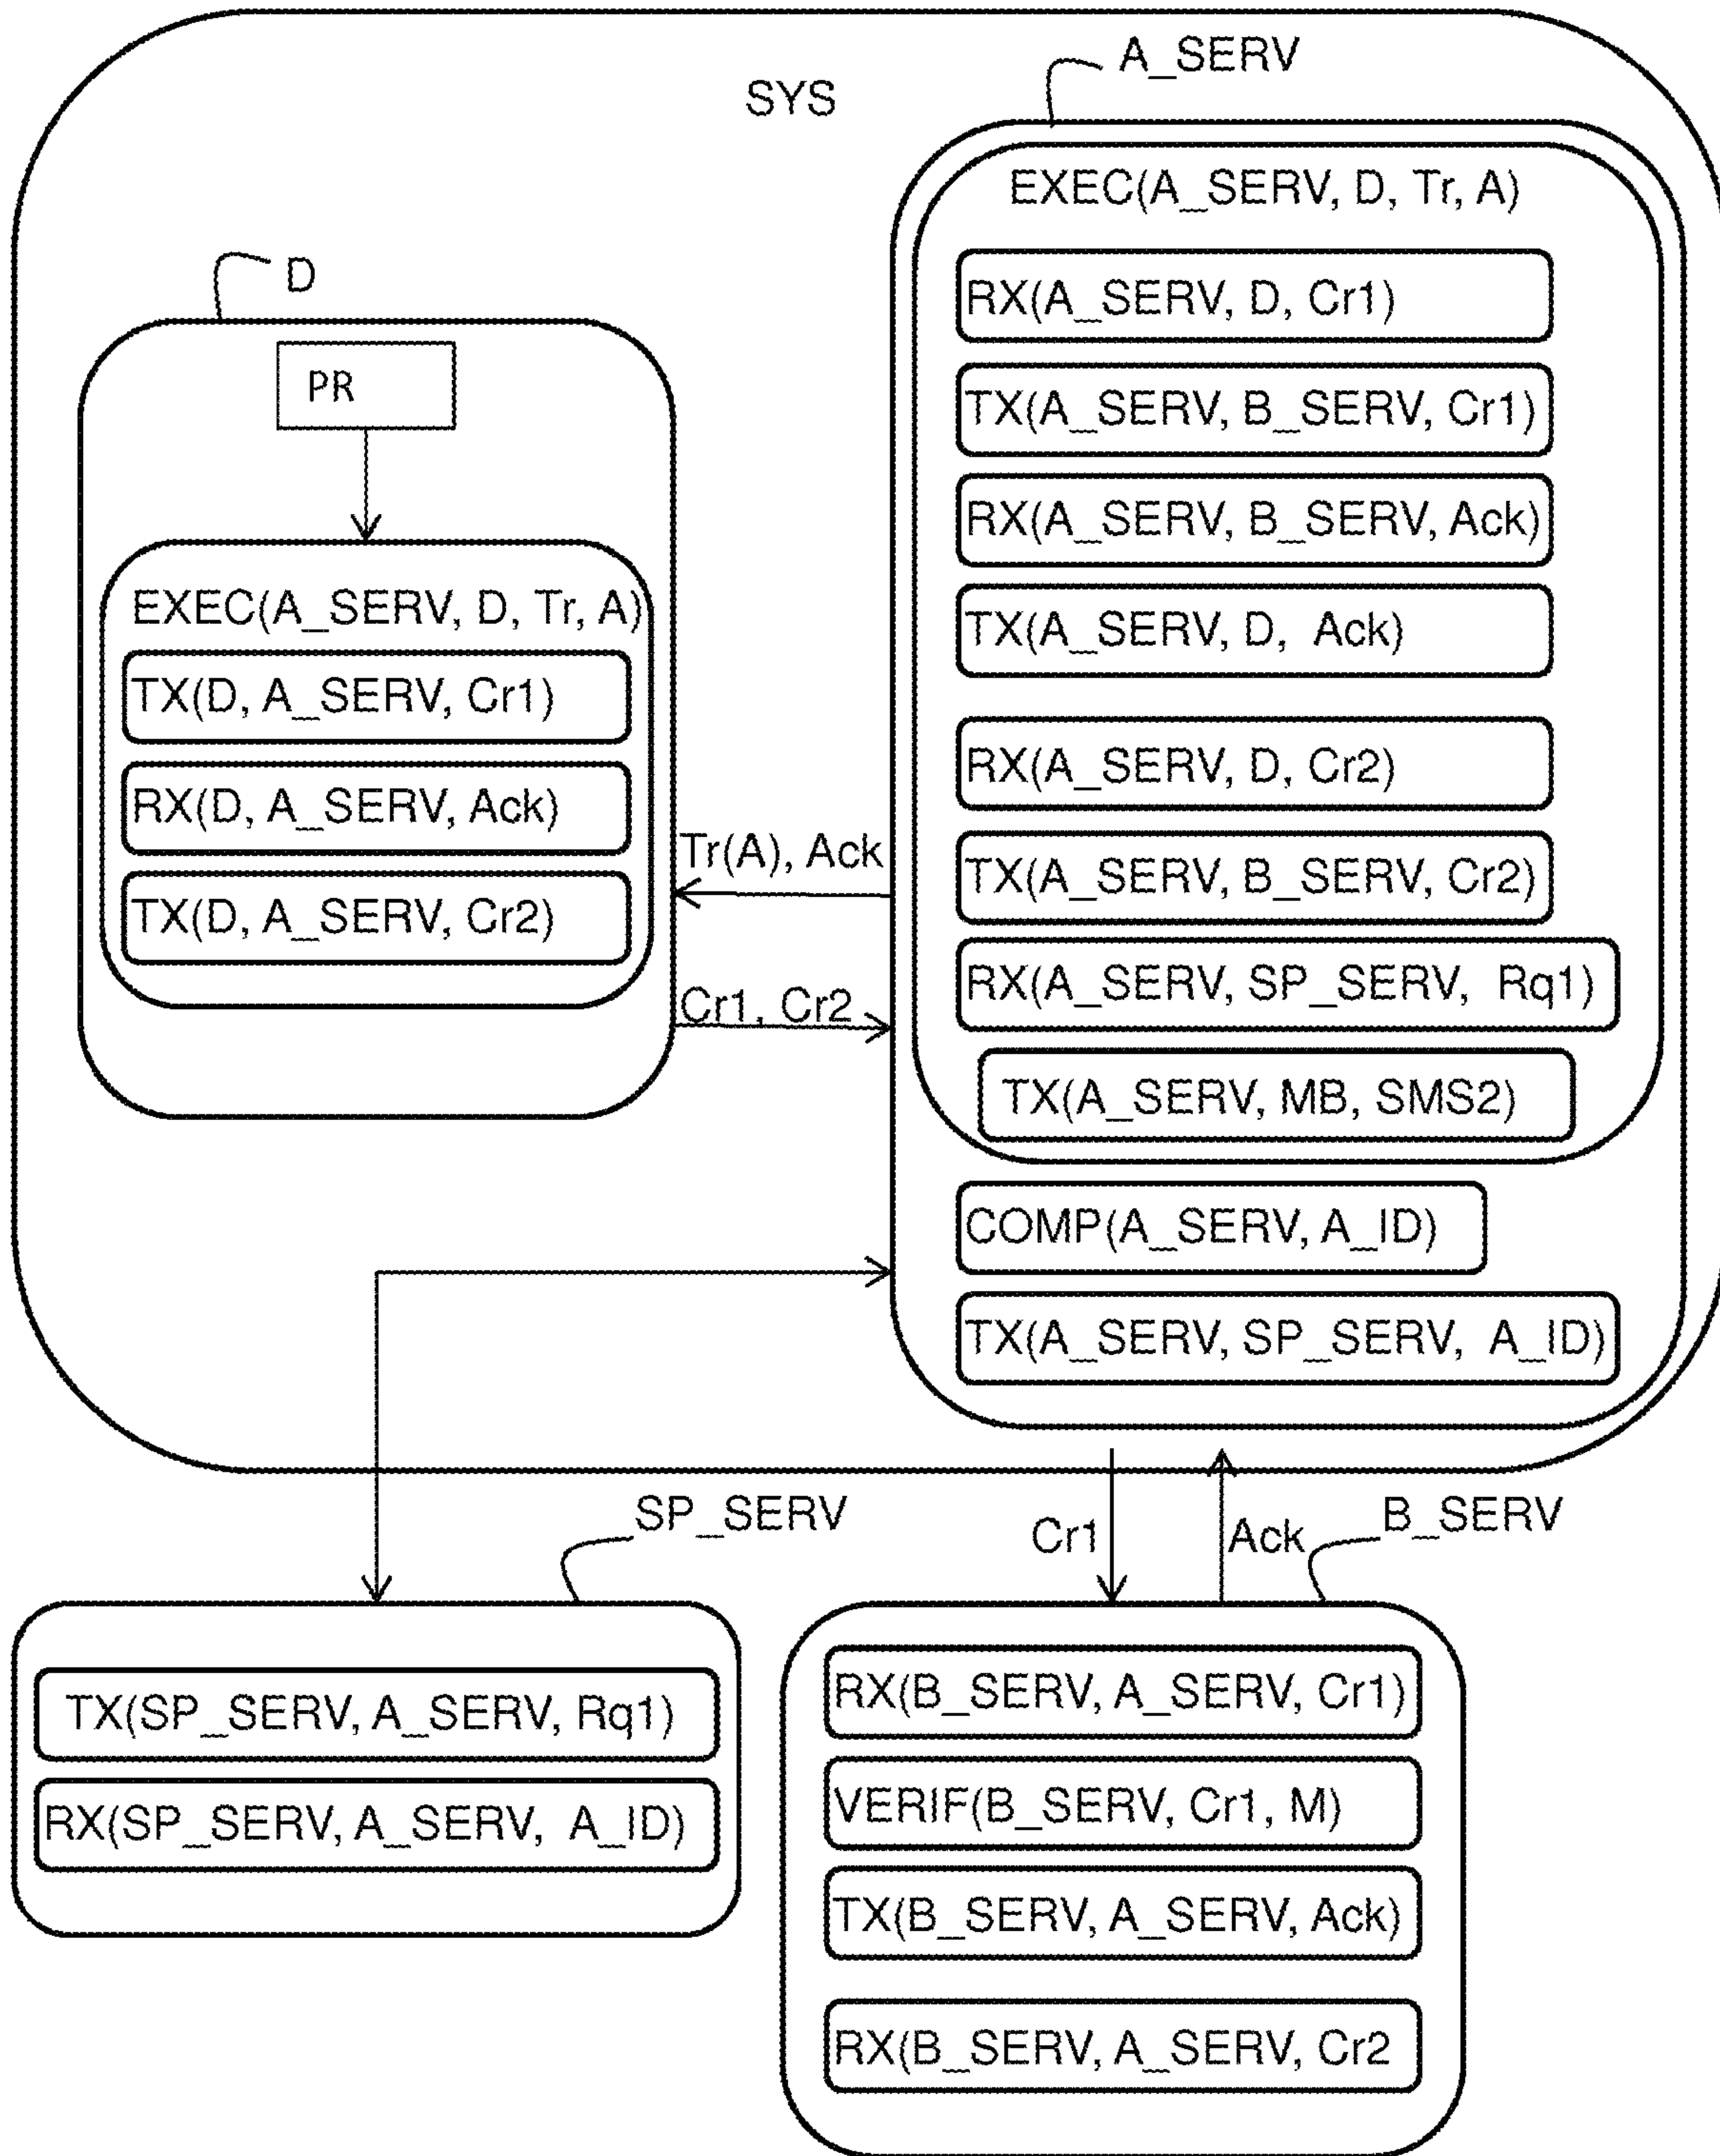 SYS
A_SERV
EXEC(A_SERV, D, Tr, A)
RX(A_SERV, D, Cr1)
TX(A_SERV, B_SERV, Cr1)
RX(A_SERV, B_SERV, Ack)
TX(A_SERV, D, Ack)
RX(A_SERV, D, Cr2)
TX(A_SERV, B_SERV, Cr2)
RX(A_SERV, SP_SERV, Rq1)
TX(A_SERV, MB, SMS2)
COMP(A_SERV, A_ID)
TX(A_SERV, SP_SERV, A_ID)
D
PR
EXEC(A_SERV, D, Tr, A)
TX(D, A_SERV, Cr1)
RX(D, A_SERV, Ack)
TX(D, A_SERV, Cr2)
Tr(A), Ack
Cr1, Cr2
SP_SERV
TX(SP_SERV, A_SERV, Rq1)
RX(SP_SERV, A_SERV, A_ID)
Cr1
Ack
B_SERV
RX(B_SERV, A_SERV, Cr1)
VERIF(B_SERV, Cr1, M)
TX(B_SERV, A_SERV, Ack)
RX(B_SERV, A_SERV, Cr2